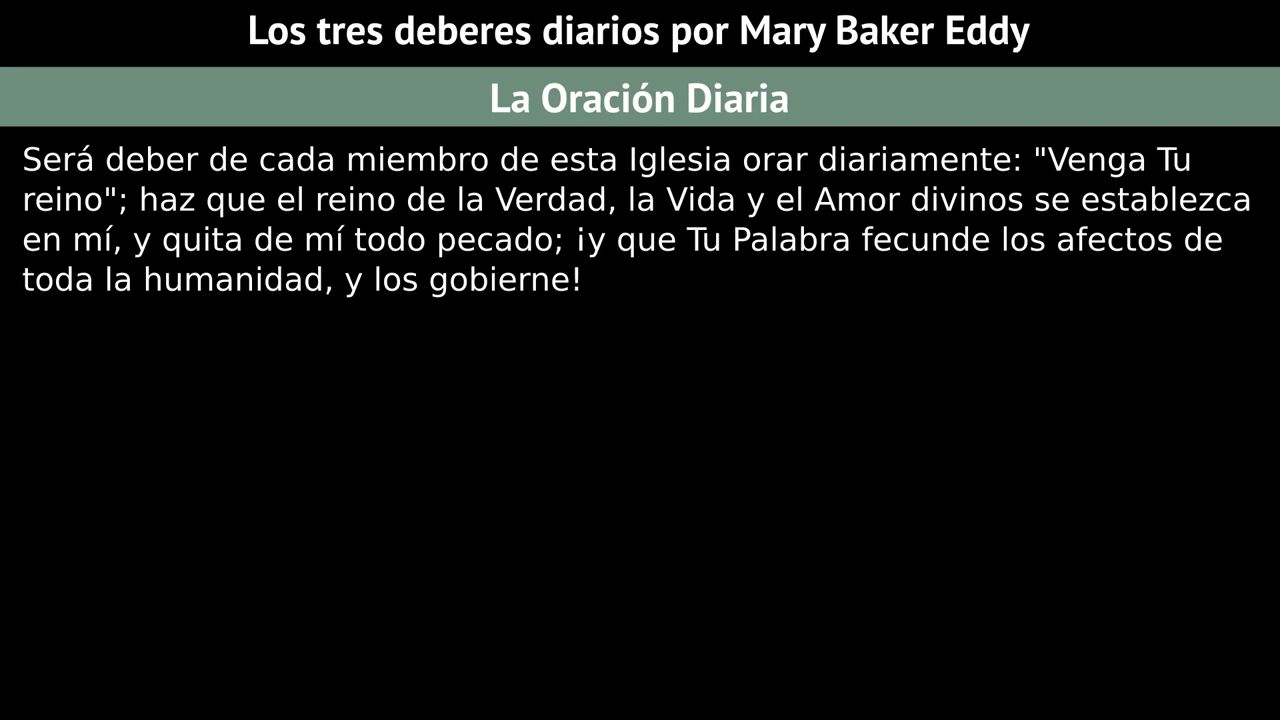 Los tres deberes diarios por Mary Baker Eddy
La Oración Diaria
Será deber de cada miembro de esta Iglesia orar diariamente: "Venga Tu
reino"; haz que el reino de la Verdad, la Vida y el Amor divinos se establezca
en mí, y quita de mí todo pecado; ¡y que Tu Palabra fecunde los afectos de
toda la humanidad, y los gobierne!